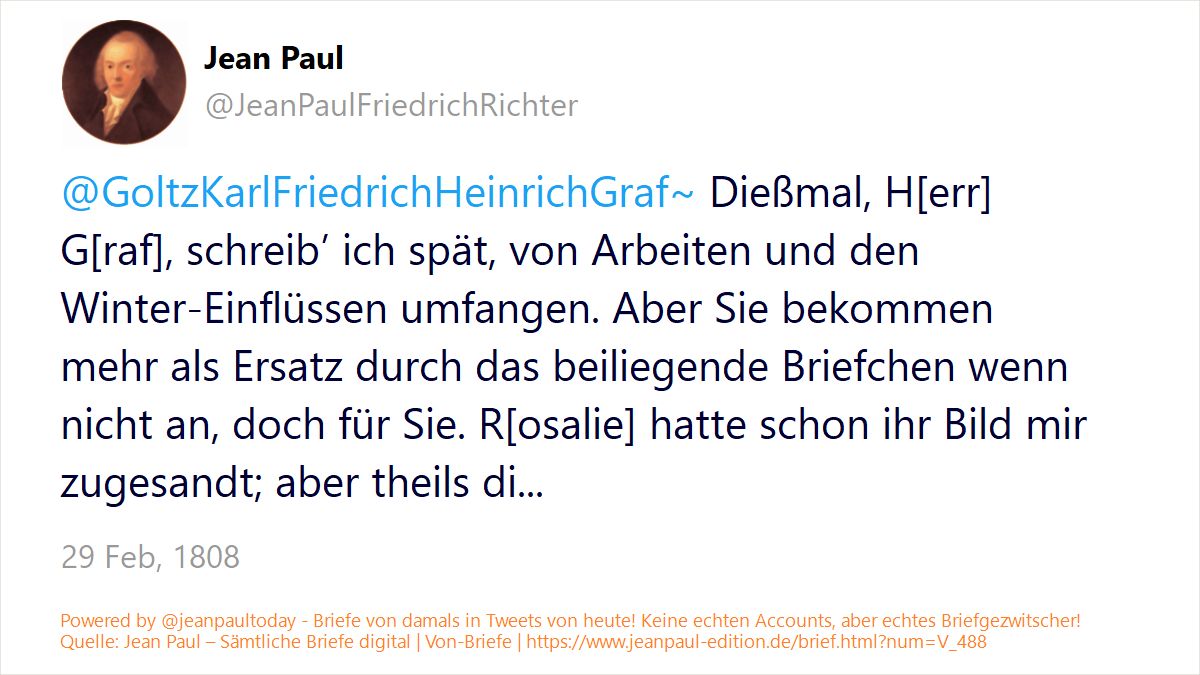 Jean Paul
@JeanPaulFriedrichRichter
@GoltzKarlFriedrichHeinrichGraf~ Dießmal, H[err]
G[raf], schreib’ ich spät, von Arbeiten und den
Winter-Einflüssen umfangen. Aber Sie bekommen
mehr als Ersatz durch das beiliegende Briefchen wenn
nicht an, doch für Sie. R[osalie] hatte schon ihr Bild mir
zugesandt; aber theils di...
29 Feb, 1808
Powered by @jeanpaultoday - Briefe von damals in Tweets von heute! Keine echten Accounts, aber echtes Briefgezwitscher!
Quelle: Jean Paul – Sämtliche Briefe digital | Von-Briefe | https://www.jeanpaul-edition.de/brief.html?num=V_488